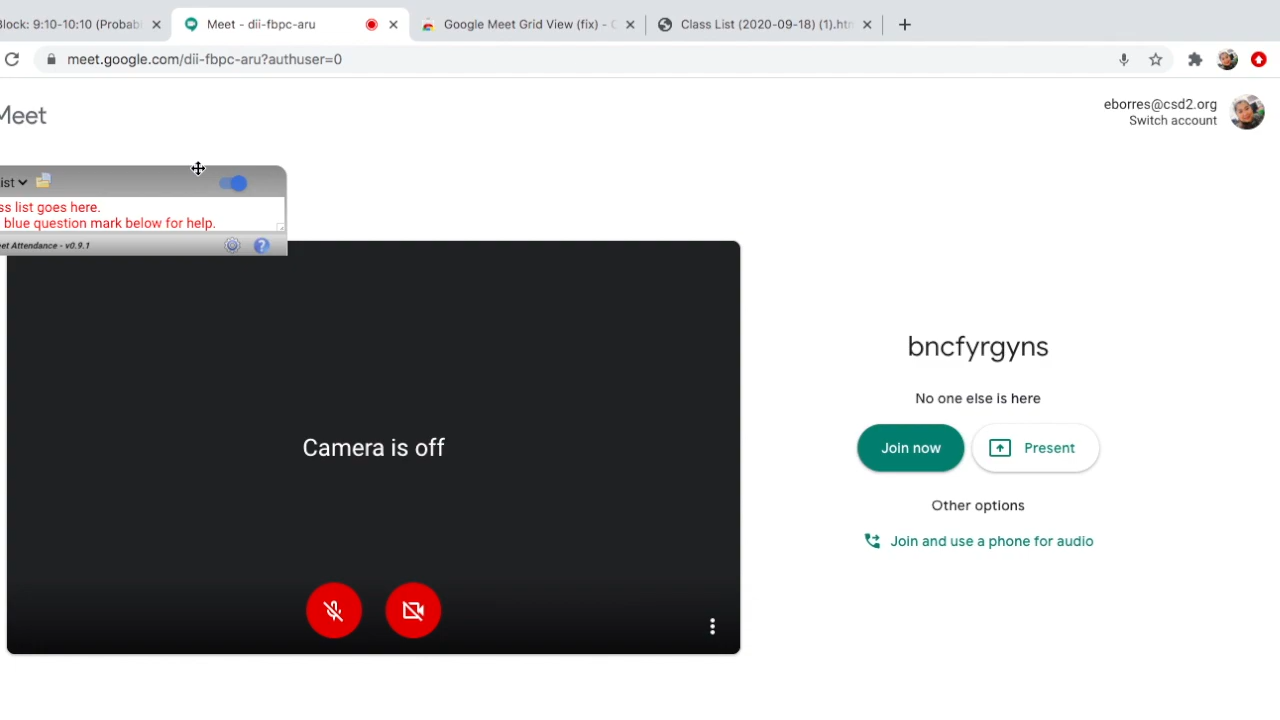 Block: 9:10-10:10 (Probabl
Meet - dii-fbpc-aru
Google Meet Grid View (fix) - C
Class List (2020-09-18) (1).htm
meet.google.com/dii-fbpc-aru?authuser=0
Meet
eborres@csd2.org
Switch account
ist
ss list goes here.
blue question mark below for help.
eet Attendance - v0.9.1
Camera is off
bncfyrgyns
No one else is here
Join now
Present
Other options
Join and use a phone for audio